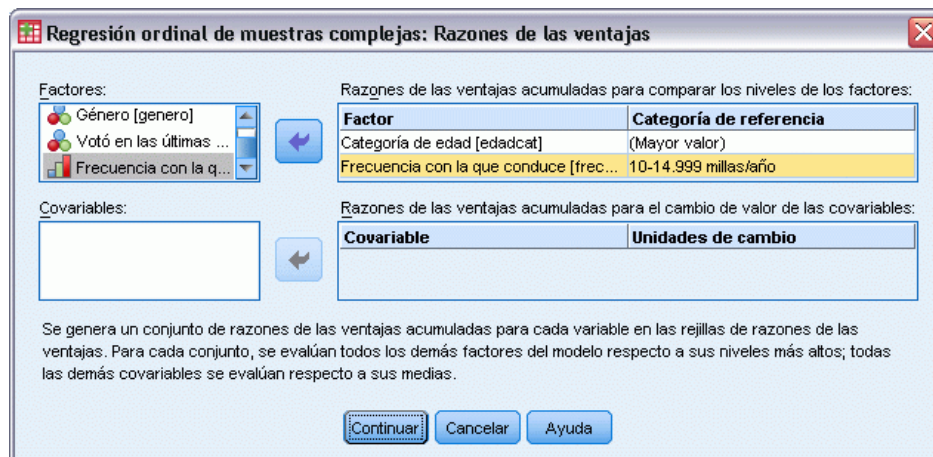 Regresión ordinal de muestras complejas: Razones de las ventajas
Factores:
Género [genero]
Votó en las últimas ...
Frecuencia con la q...
Razones de las ventajas acumuladas para comparar los niveles de los factores:
Factor Categoría de referencia
Categoría de edad [edadcat] (Mayor valor)
Frecuencia con la que conduce [frec... 10-14.999 millas/año
Covariables:
Razones de las ventajas acumuladas para el cambio de valor de las covariables:
Covariable Unidades de cambio
Se genera un conjunto de razones de las ventajas acumuladas para cada variable en las rejillas de razones de las
ventajas. Para cada conjunto, se evalúan todos los demás factores del modelo respecto a sus niveles más altos; todas
las demás covariables se evalúan respecto a sus medias.
Continuar Cancelar Ayuda